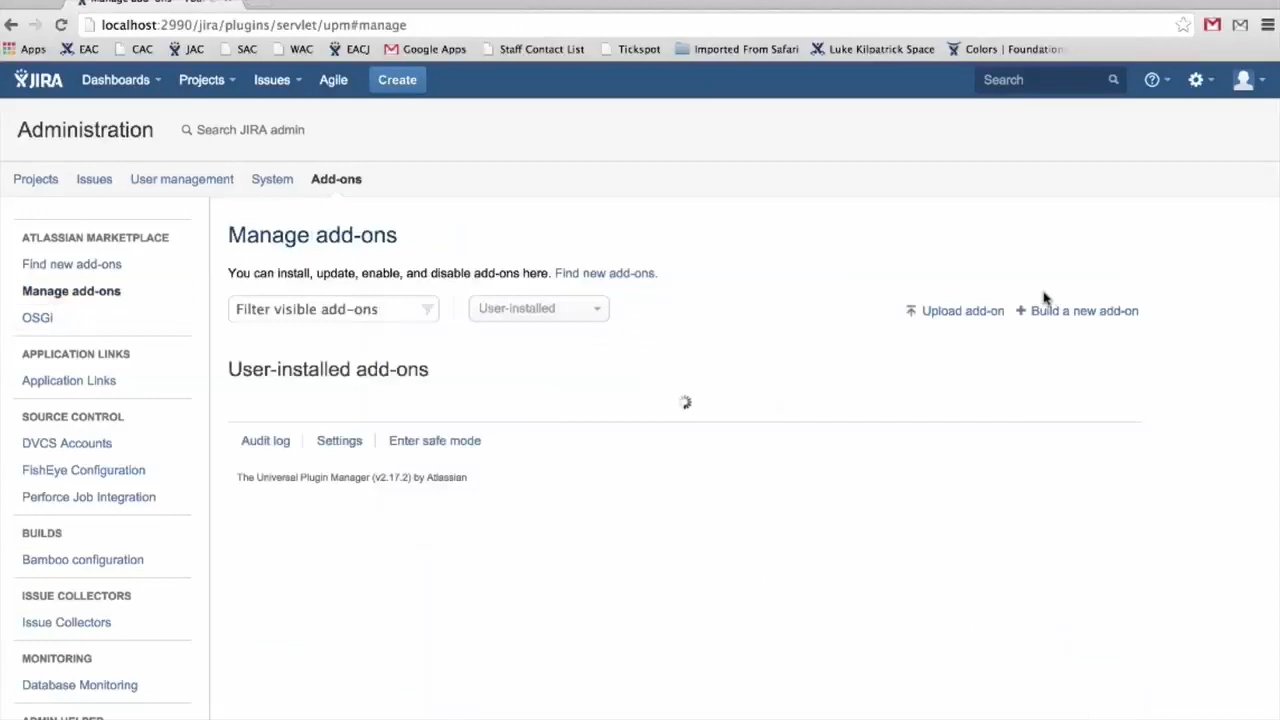 localhost:2990/jira/plugins/servlet/upm#manage
Apps EAC CAC JAC SAC WAC EACJ Google Apps Staff Contact List Tickspot Imported From Safari Luke Kilpatrick Space Colors | Foundation
JIRA Dashboards Projects Issues Agile Create Search
Administration Search JIRA admin
Projects Issues User management System Add-ons
ATLASSIAN MARKETPLACE
Find new add-ons
Manage add-ons
OSGi
APPLICATION LINKS
Application Links
SOURCE CONTROL
DVCS Accounts
FishEye Configuration
Perforce Job Integration
BUILDS
Bamboo configuration
ISSUE COLLECTORS
Issue Collectors
MONITORING
Database Monitoring
ADMIN HELPER
Manage add-ons
You can install, update, enable, and disable add-ons here. Find new add-ons.
Filter visible add-ons User-installed Upload add-on Build a new add-on
User-installed add-ons
Audit log Settings Enter safe mode
The Universal Plugin Manager (v2.17.2) by Atlassian